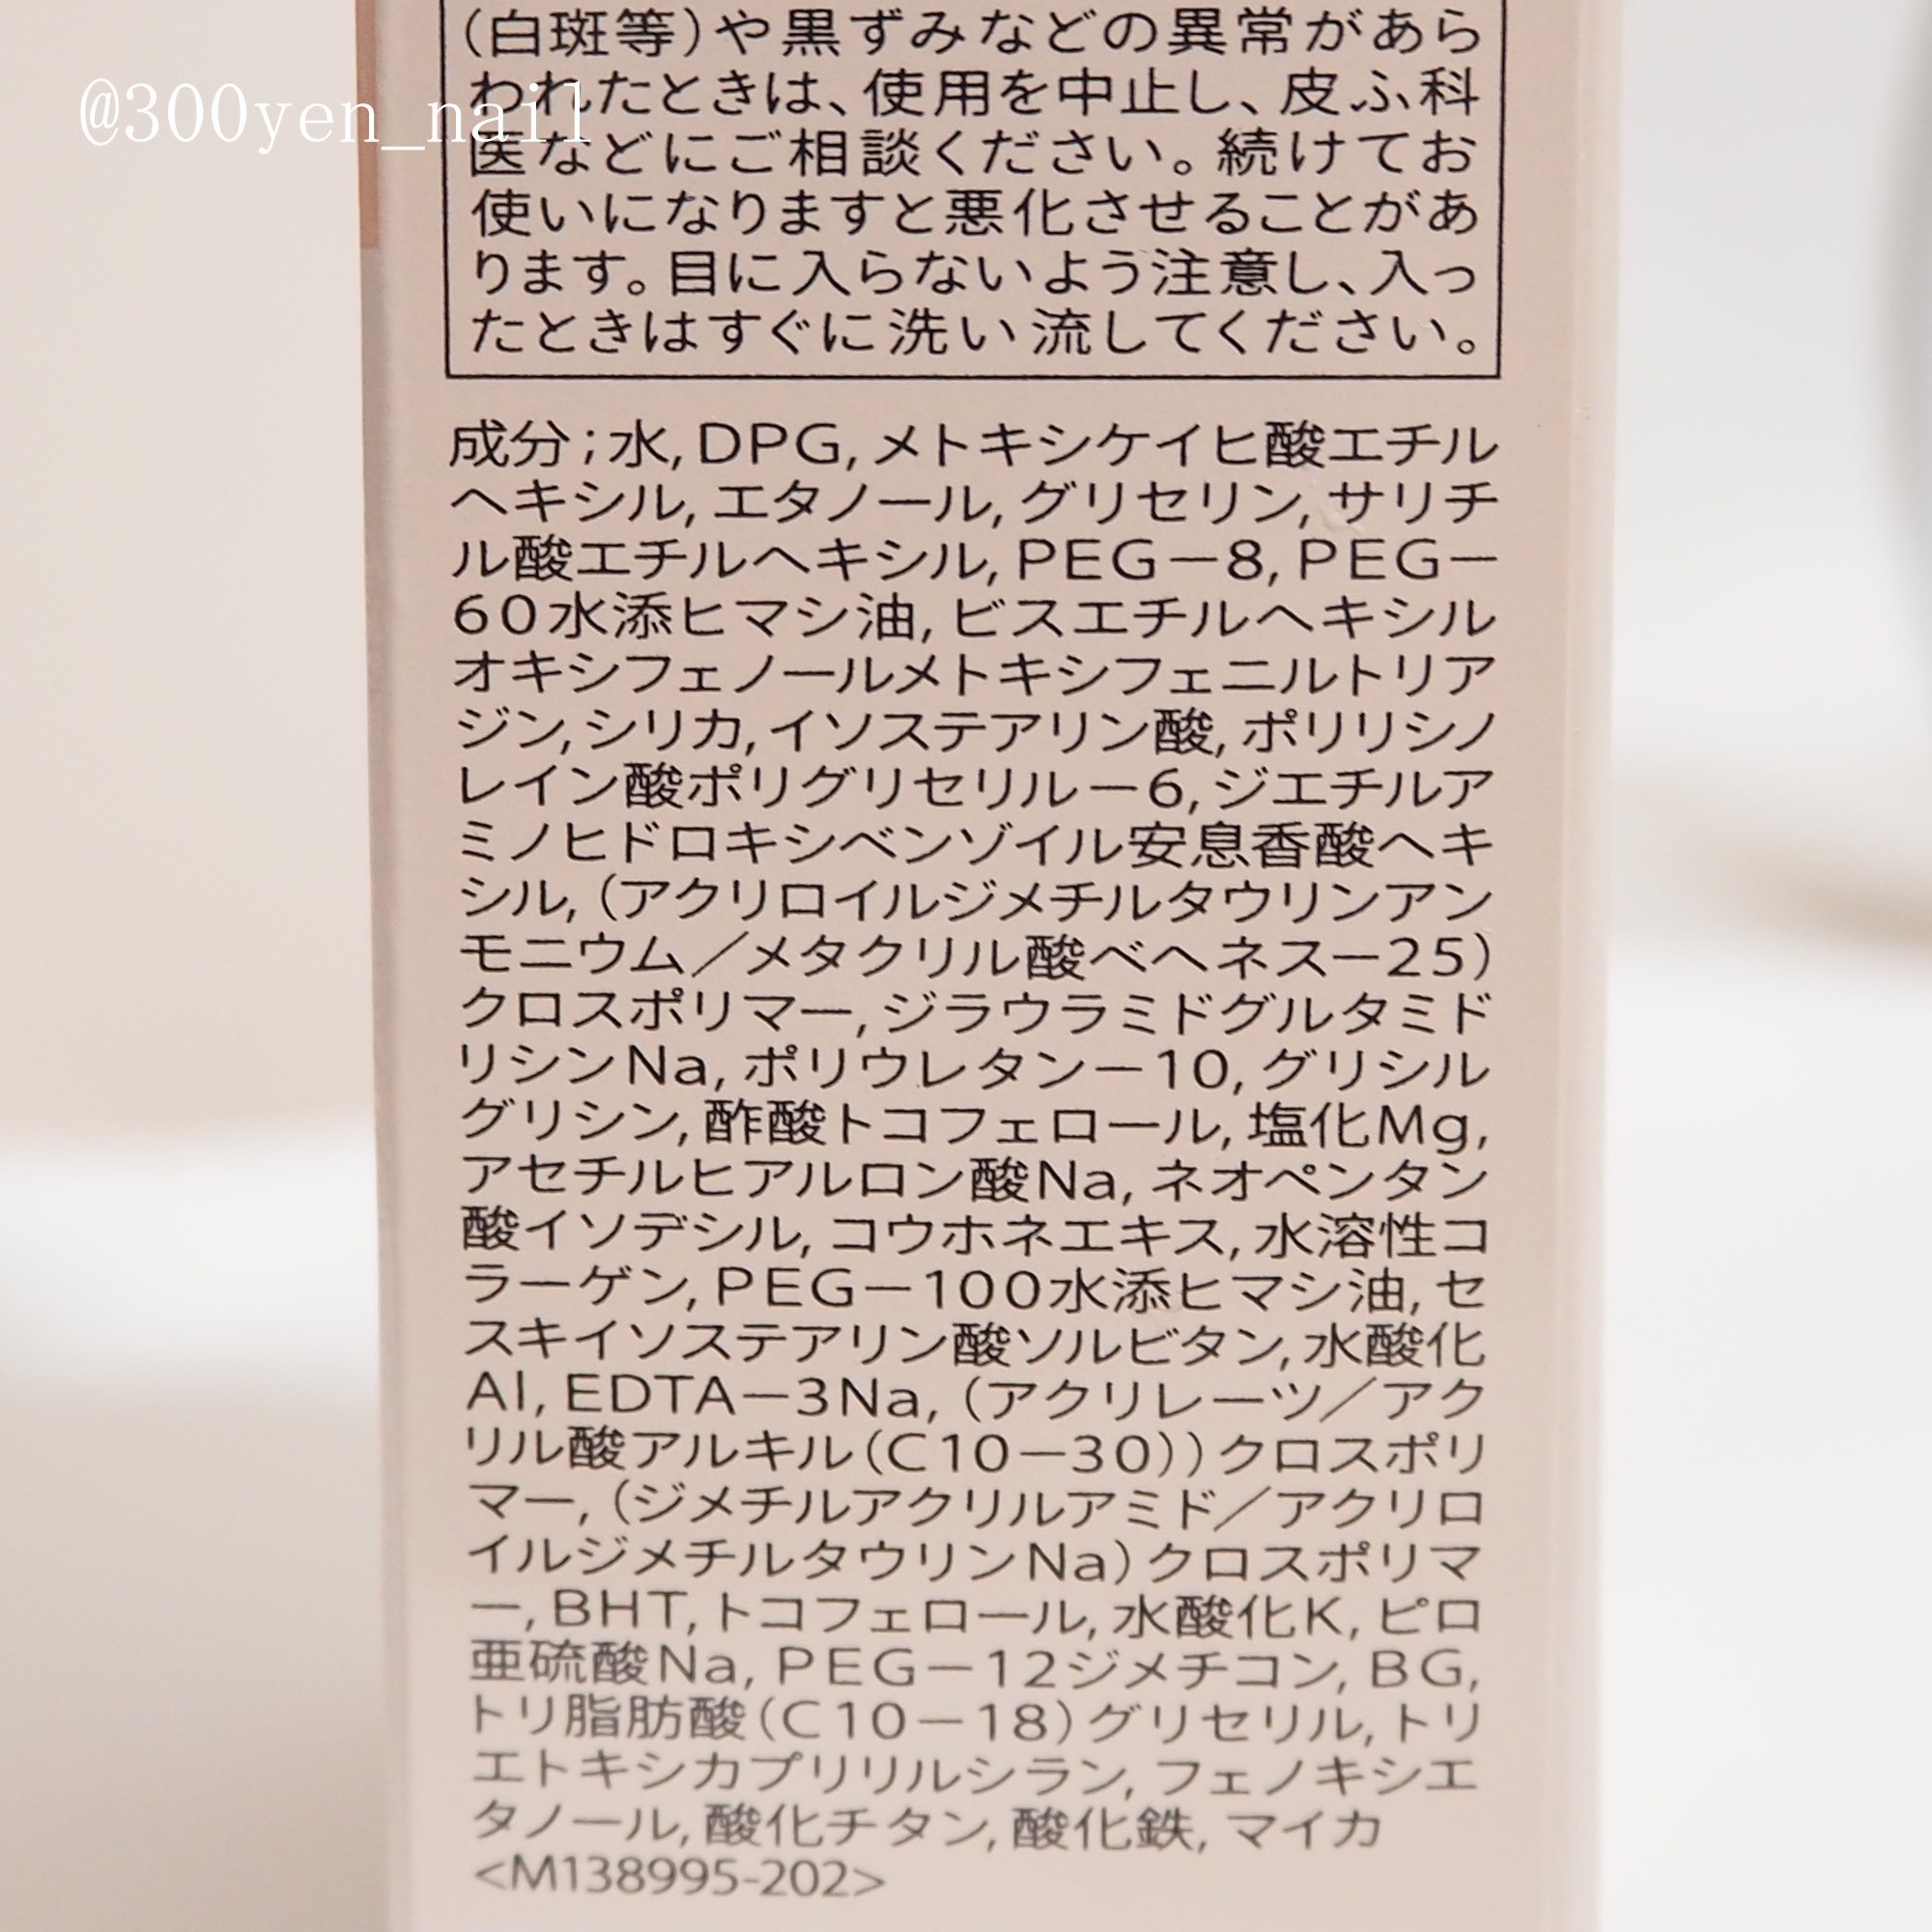 (白斑等)や黒ずみなどの異常があら
われたときは、使用を中止し、皮ふ科
医などにご相談ください。続けてお
使いになりますと悪化させることがあ
ります。目に入らないよう注意し、入っ
たときはすぐに洗い流してください。
@300yen_nail
成分;水,DPG,メトキシケイヒ酸エチル
ヘキシル,エタノール,グリセリン,サリチ
ル酸エチルヘキシル,PEG－8,PEG－
60水添ヒマシ油,ビスエチルヘキシル
オキシフェノールメトキシフェニルトリア
ジン,シリカ,イソステアリン酸,ポリリシノ
レイン酸ポリグリセリル－6,ジエチルア
ミノヒドロキシベンゾイル安息香酸ヘキ
シル,(アクリロイルジメチルタウリンアン
モニウム／メタクリル酸ベヘネス－25)
クロスポリマー,ジラウラミドグルタミド
リシンNa,ポリウレタン－10,グリシル
グリシン,酢酸トコフェロール,塩化Mg,
アセチルヒアルロン酸Na,ネオペンタン
酸イソデシル,コウホネエキス,水溶性コ
ラーゲン,PEG－100水添ヒマシ油,セ
スキイソステアリン酸ソルビタン,水酸化
Al,EDTA－3Na,(アクリレーツ／アク
リル酸アルキル(C10－30))クロスポリ
マー,(ジメチルアクリルアミド／アクリロ
イルジメチルタウリンNa)クロスポリマ
ー,BHT,トコフェロール,水酸化K,ピロ
亜硫酸Na,PEG－12ジメチコン,BG,
トリ脂肪酸(C10－18)グリセリル,トリ
エトキシカプリリルシラン,フェノキシエ
タノール,酸化チタン,酸化鉄,マイカ
<M138995-202>